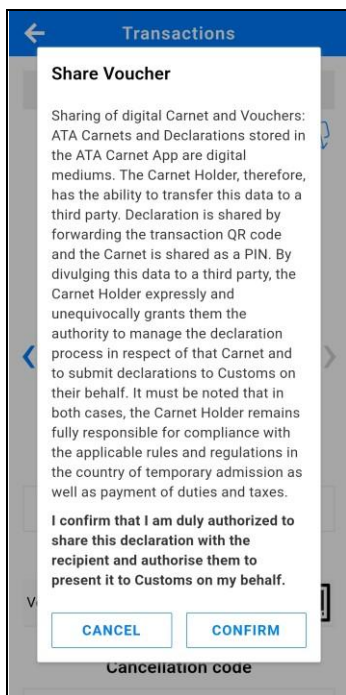 Transactions
Share Voucher
Sharing of digital Carnet and Vouchers:
ATA Carnets and Declarations stored in
the ATA Carnet App are digital
mediums. The Carnet Holder, therefore,
has the ability to transfer this data to a
third party. Declaration is shared by
forwarding the transaction QR code
and the Carnet is shared as a PIN. By
divulging this data to a third party, the
Carnet Holder expressly and
unequivocally grants them the
authority to manage the declaration
process in respect of that Carnet and
to submit declarations to Customs on
their behalf. It must be noted that in
both cases, the Carnet Holder remains
fully responsible for compliance with
the applicable rules and regulations in
the country of temporary admission as
well as payment of duties and taxes.
I confirm that I am duly authorized to
share this declaration with the
recipient and authorise them to
present it to Customs on my behalf.
CANCEL CONFIRM
Cancellation code